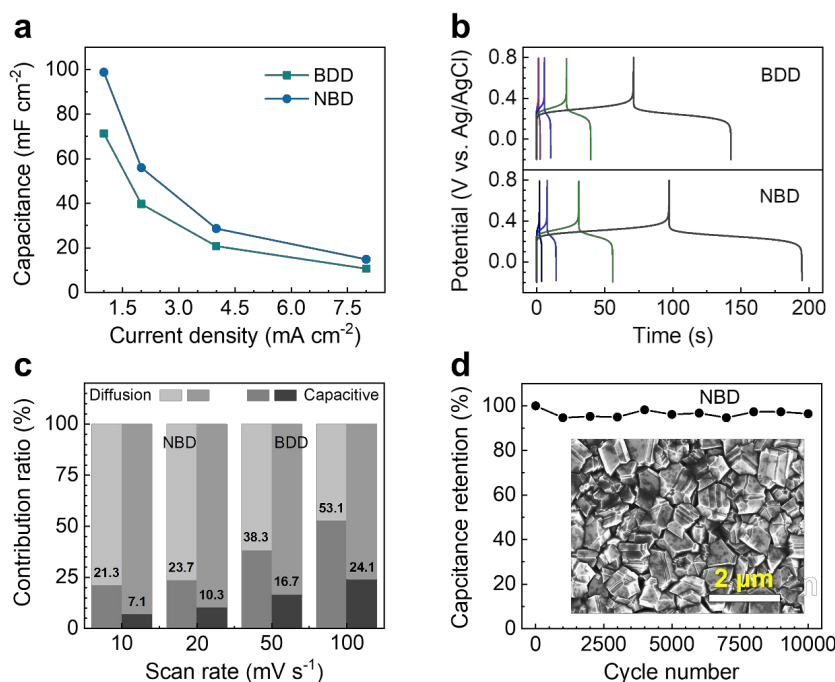 a
100
80
60
40
20
0
Capacitance (mF cm-2)
BDD
NBD
1.5 3.0 4.5 6.0 7.5
Current density (mA cm-2)
b
0.8
0.4
0.0
BDD
0.8
0.4
0.0
NBD
Potential (V vs. Ag/AgCl)
0 50 100 150 200
Time (s)
c
Diffusion Capacitive
100
75
50
25
0
Contribution ratio (%)
NBD BDD
21.3 7.1 23.7 10.3 38.3 16.7 53.1 24.1
10 20 50 100
Scan rate (mV s-1)
d
100
80
60
40
20
0
Capcitance retention (%)
NBD
2 µm
0 2500 5000 7500 10000
Cycle number